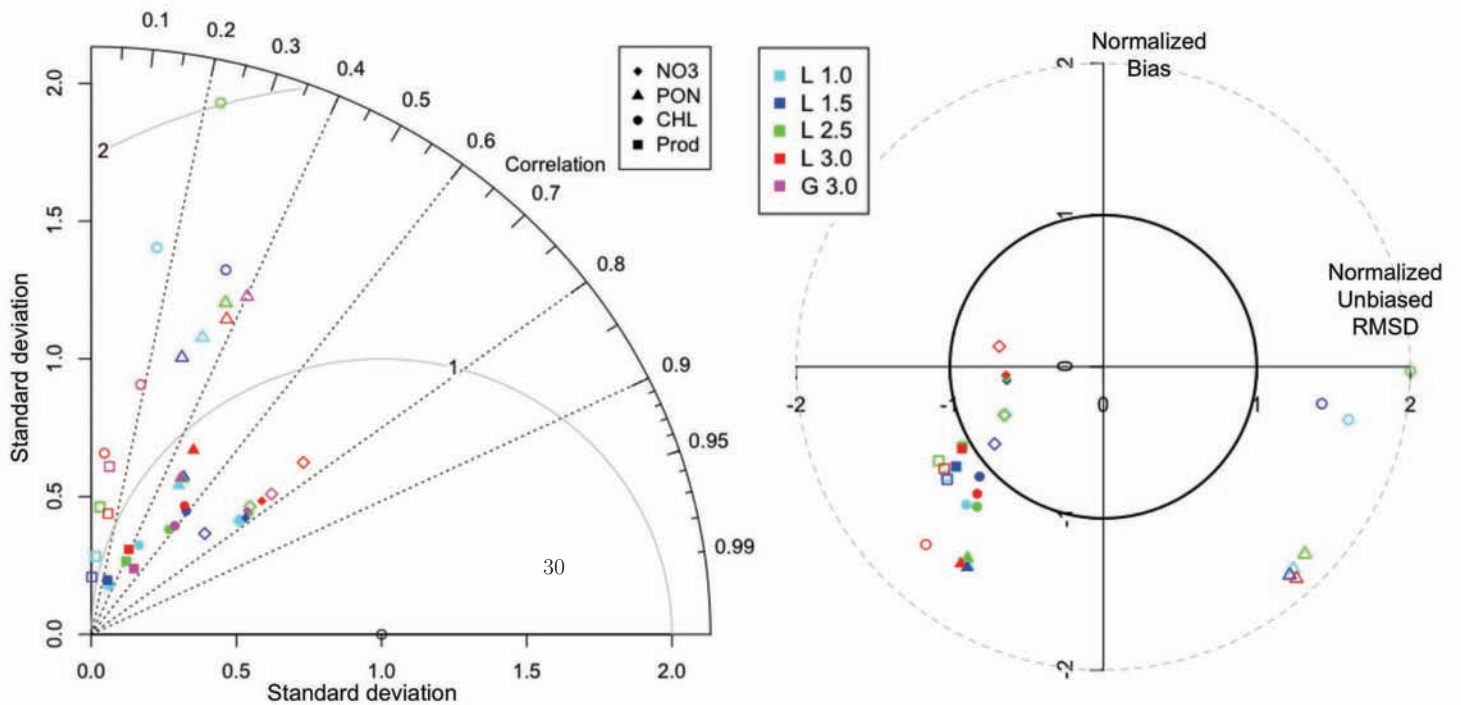 0.1
0.2
0.3
0.4
0.5
0.6
Correlation
0.7
0.8
0.9
0.95
0.99
2
1
30
2.0
1.5
1.0
0.5
0.0
Standard deviation
0.0
0.5
1.0
1.5
2.0
Standard deviation
NO3
PON
CHL
Prod
L 1.0
L 1.5
L 2.5
L 3.0
G 3.0
Normalized
Bias
2
1
0
-1
-2
-2
-1
0
1
2
Normalized
Unbiased
RMSD